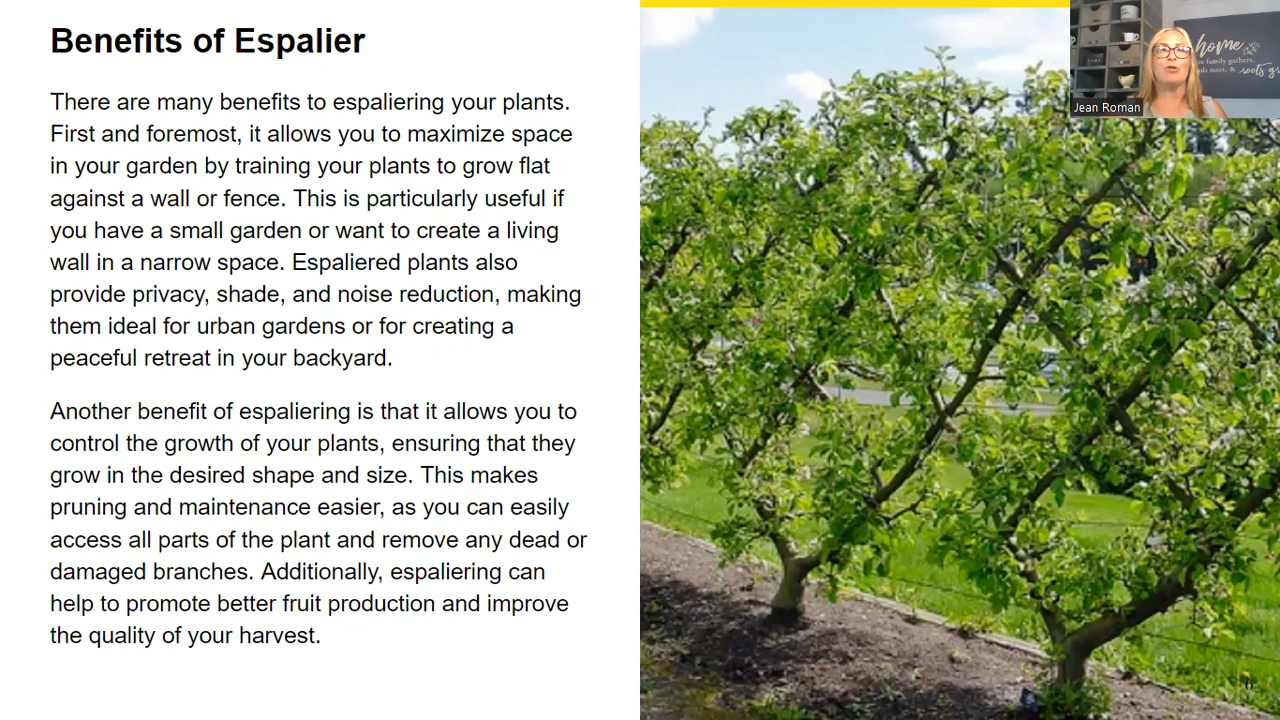 Benefits of Espalier
There are many benefits to espaliering your plants.
First and foremost, it allows you to maximize space
in your garden by training your plants to grow flat
against a wall or fence. This is particularly useful if
you have a small garden or want to create a living
wall in a narrow space. Espaliered plants also
provide privacy, shade, and noise reduction, making
them ideal for urban gardens or for creating a
peaceful retreat in your backyard.
Another benefit of espaliering is that it allows you to
control the growth of your plants, ensuring that they
grow in the desired shape and size. This makes
pruning and maintenance easier, as you can easily
access all parts of the plant and remove any dead or
damaged branches. Additionally, espaliering can
help to promote better fruit production and improve
the quality of your harvest.
home
family gathers,
meet, &
roots
Jean Roman
6